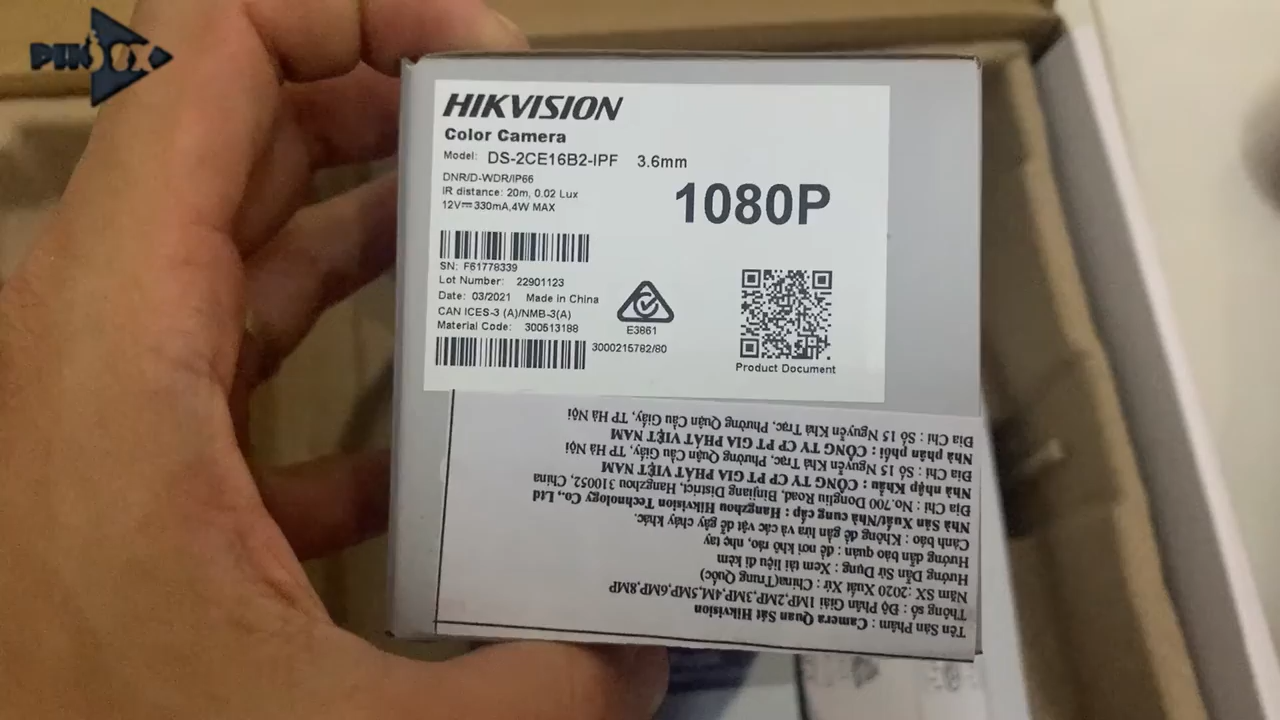 HIKVISION
Color Camera
Model: DS-2CE16B2-IPF 3.6mm
DNR/D-WDR/IP66
IR distance: 20m, 0.02 Lux
12V⎓330mA,4W MAX
1080P
SN: F61778339
Lot Number: 22901123
Date: 03/2021 Made in China
CAN ICES-3 (A)/NMB-3(A)
Material Code: 300513188
E3861
3000215782/80
Product Document
Tên Sản Phẩm : Camera Quan Sát Hikvision
Thông số : Độ Phân Giải 1MP,2MP,3MP,4M,5MP,6MP,8MP
Năm SX: 2020 Xuất Xứ : China(Trung Quốc)
Hướng Dẫn Sử Dụng : Xem tài liệu đi kèm
Hướng dẫn bảo quản : để nơi khô ráo, nhẹ tay
Cảnh báo : Không để gần lửa và các vật dễ gây cháy khác.
Nhà Sản Xuất/Nhà cung cấp : Hangzhou Hikvision Technology Co., Ltd
Địa Chỉ : No.700 Dongliug Road, Binjiang District, Hangzhou 310052, China
Nhà nhập Khẩu : CÔNG TY CP PT GIA PHÁT VIỆT NAM
Địa Chỉ : Số 15 Nguyễn Khả Trạc, Phường Quận Cầu Giấy, TP Hà Nội
Nhà phân phối : CÔNG TY CP PT GIA PHÁT VIỆT NAM
Địa Chỉ : Số 15 Nguyễn Khả Trạc, Phường Quận Cầu Giấy, TP Hà Nội